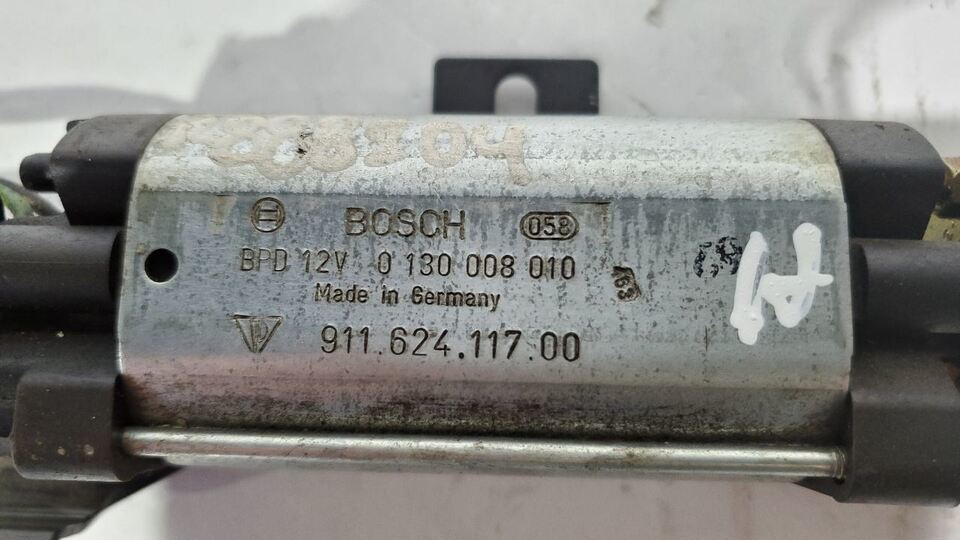 BOSCH 058
BPD 12V 0 130 008 010
Made in Germany
911.624.117.00